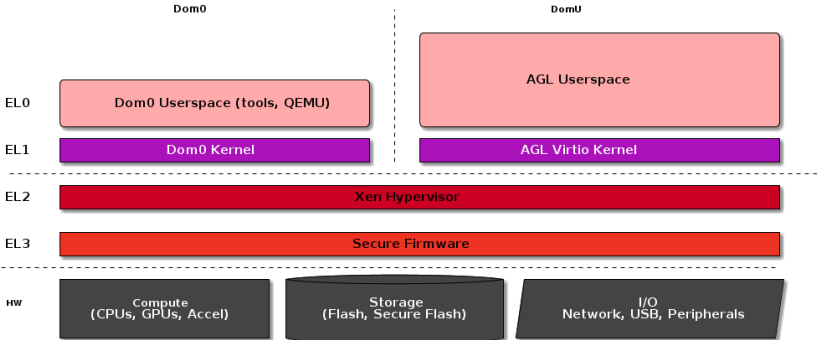 Dom0
DomU
EL0
Dom0 Userspace (tools, QEMU)
AGL Userspace
EL1
Dom0 Kernel
AGL Virtio Kernel
EL2
Xen Hypervisor
EL3
Secure Firmware
HW
Compute
(CPUs, GPUs, Accel)
Storage
(Flash, Secure Flash)
I/O
Network, USB, Peripherals